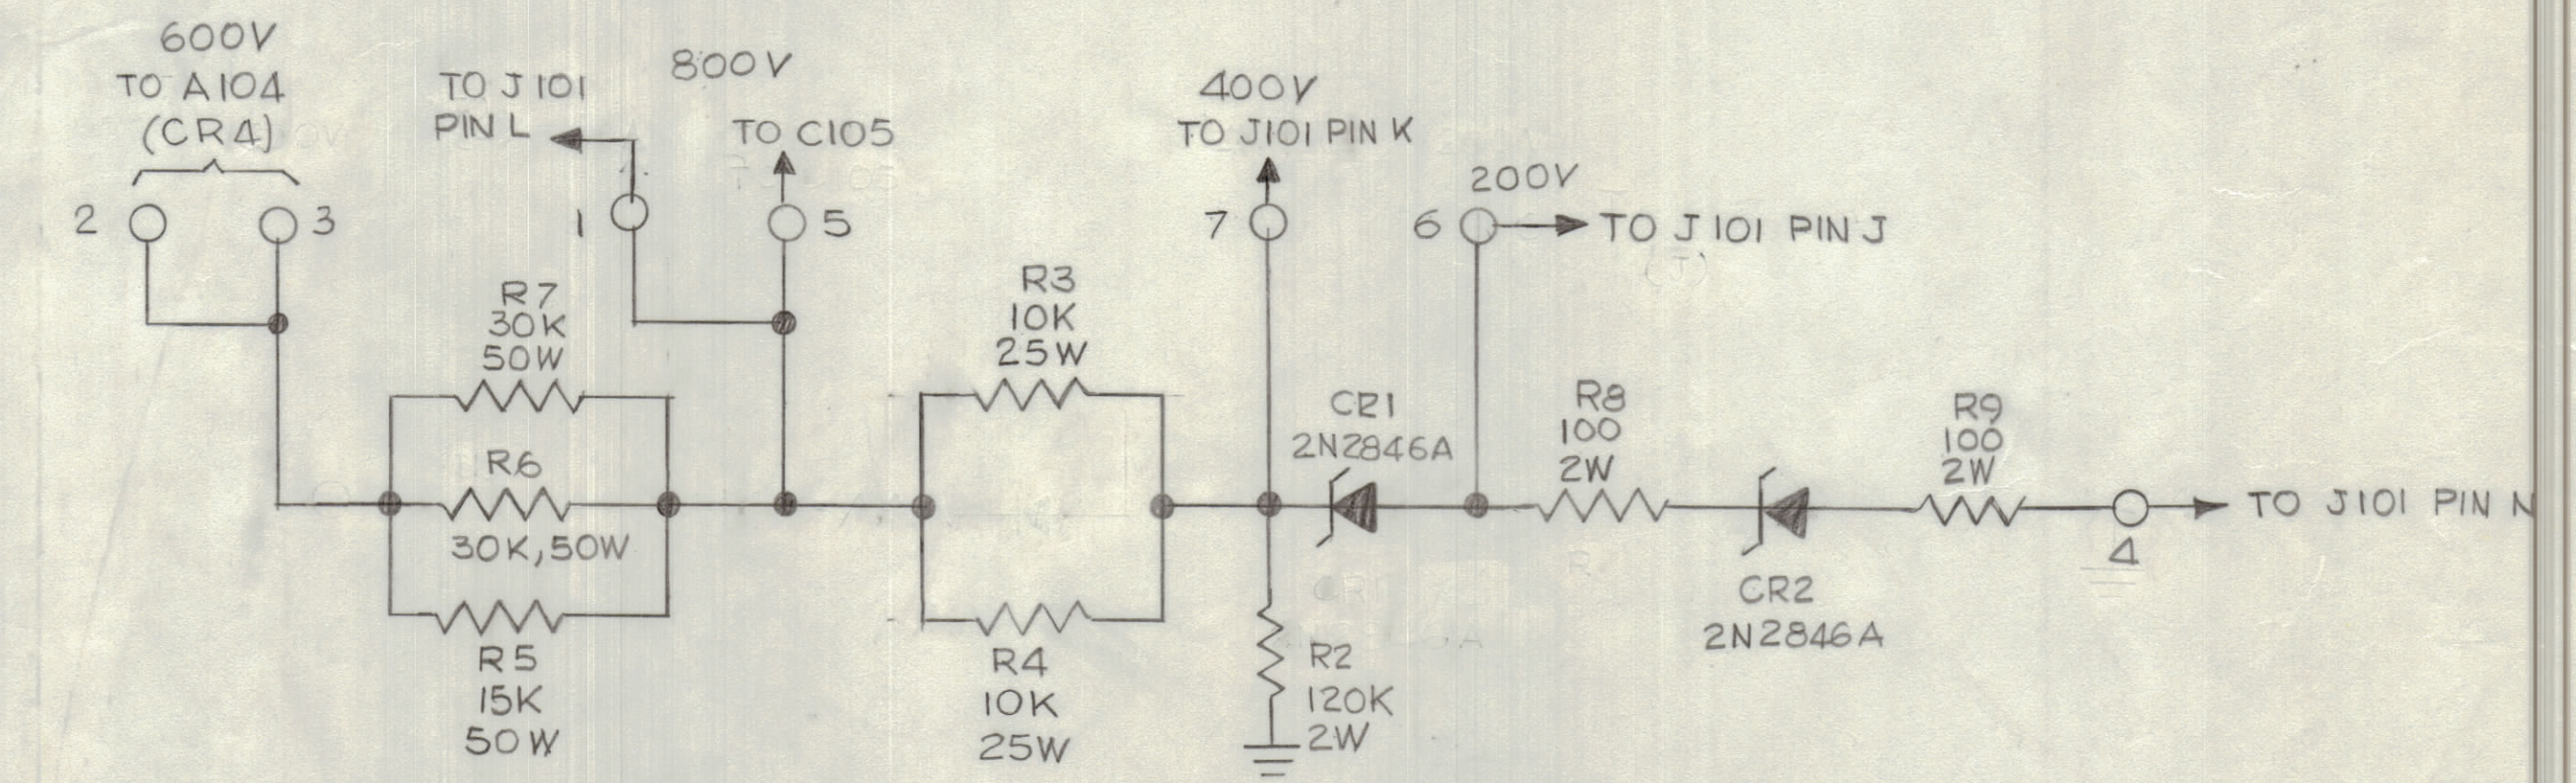 600V
TO A104
(CR4)
2
3
TO J101
PIN L
800V
TO C105
1
5
400V
TO J101 PIN K
7
200V
6
TO J101 PIN J
R7
30K
50W
R6
30K,50W
R5
15K
50W
R3
10K
25W
R4
10K
25W
CR1
2N2846A
R2
120K
2W
R8
100
2W
CR2
2N2846A
R9
100
2W
4
TO J101 PIN N